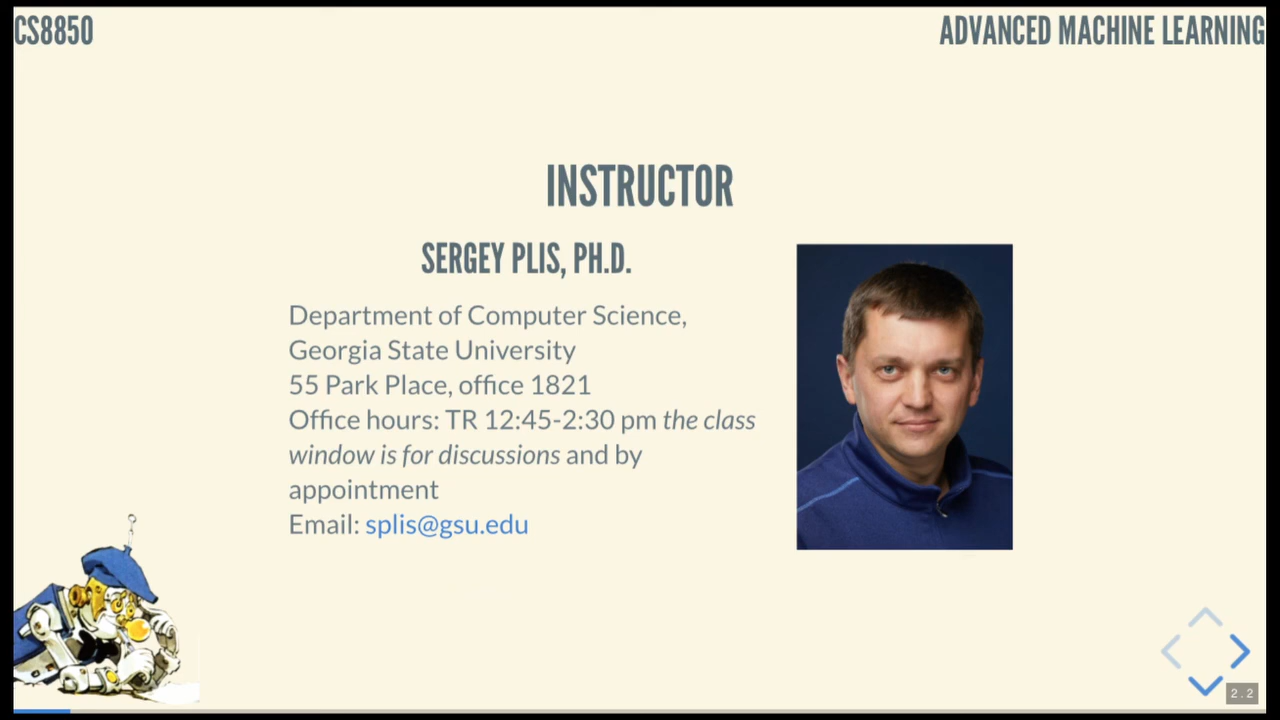 CS8850
ADVANCED MACHINE LEARNING
INSTRUCTOR
SERGEY PLIS, PH.D.
Department of Computer Science,
Georgia State University
55 Park Place, office 1821
Office hours: TR 12:45-2:30 pm the class
window is for discussions and by
appointment
Email: splis@gsu.edu
2.2